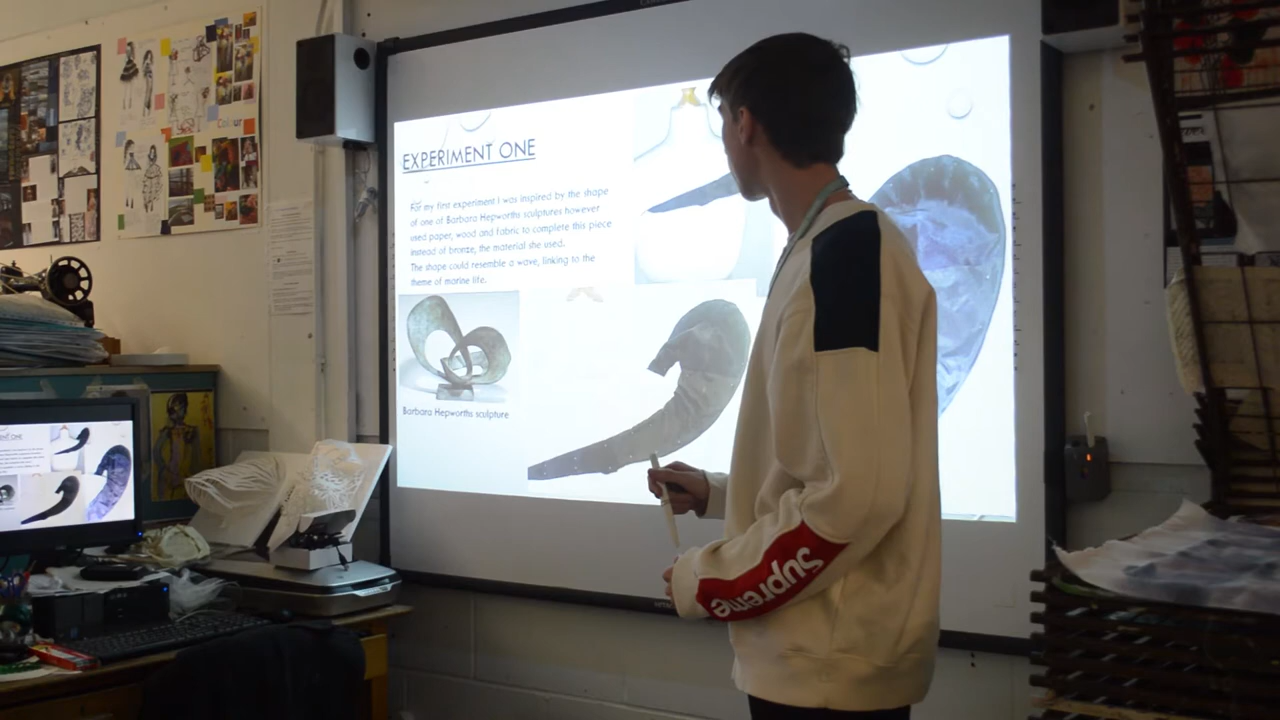 Colour
EXPERIMENT ONE
For my first experiment I was inspired by the shape
of one of Barbara Hepworths sculptures however
used paper, wood and fabric to complete this piece
instead of bronze, the material she used.
The shape could resemble a wave, linking to the
theme of marine life.
Barbara Hepworths sculpture
Supreme